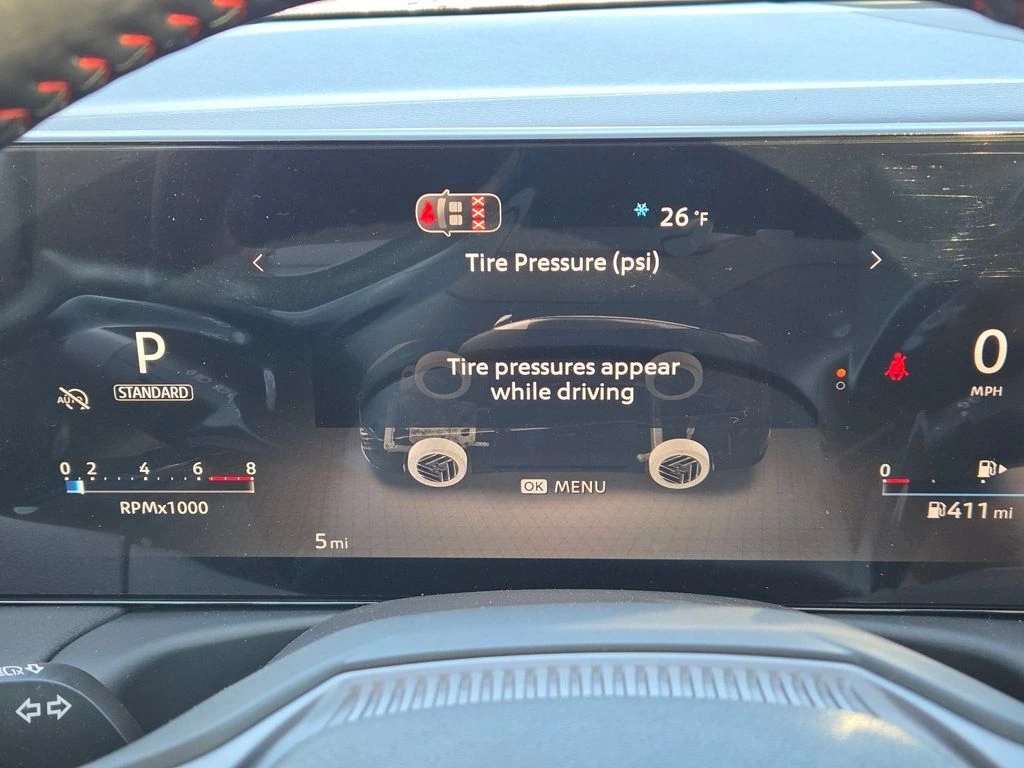 26 °F
Tire Pressure (psi)
P
STANDARD
AUTO
Tire pressures appear
while driving
0
MPH
0 2 4 6 8
RPMx1000
OK MENU
0
411 mi
5 mi